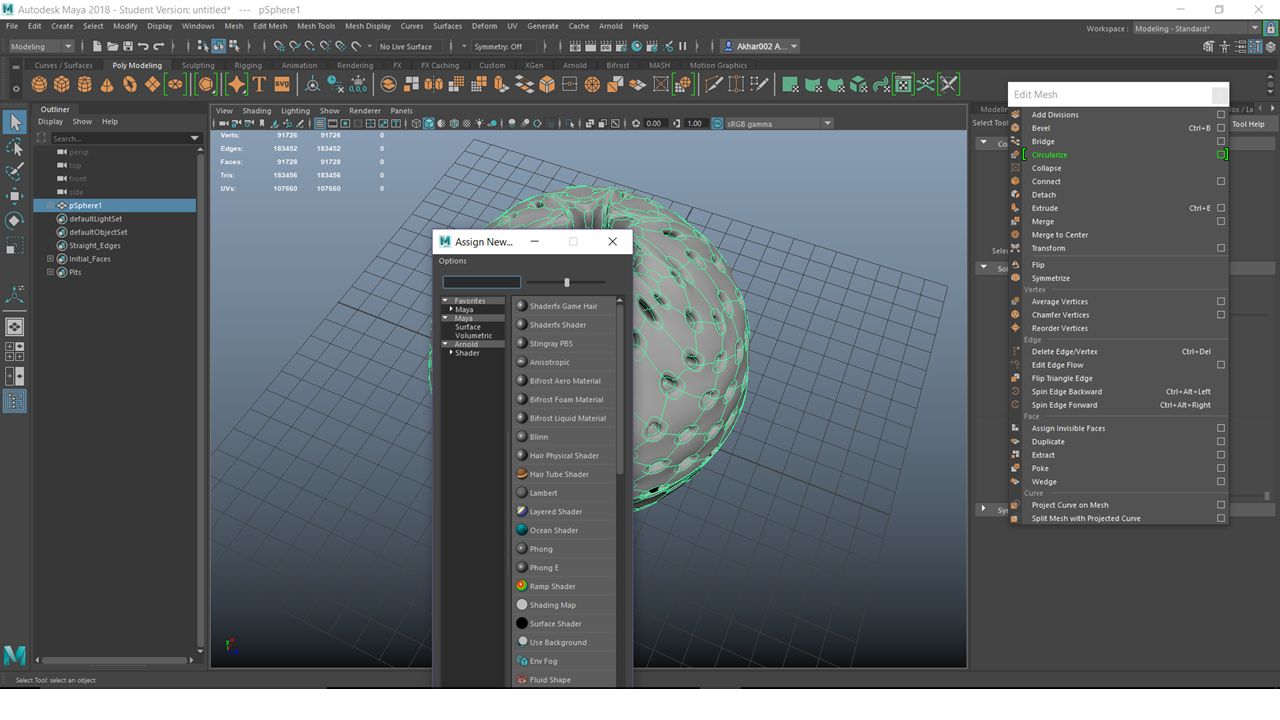 Autodesk Maya 2018 - Student Version: untitled* --- pSphere1
File Edit Create Select Modify Display Windows Mesh Edit Mesh Mesh Tools Mesh Display Curves Surfaces Deform UV Generate Cache Arnold Help
Workspace : Modeling - Standard*
Modeling No Live Surface Symmetry: Off Akhar002 A...
Curves / Surfaces Poly Modeling Sculpting Rigging Animation Rendering FX FX Caching Custom XGen Arnold Bifrost MASH Motion Graphics
Outliner
Display Show Help
Search...
persp
top
front
side
pSphere1
defaultLightSet
defaultObjectSet
Straight_Edges
Initial_Faces
Pits
View Shading Lighting Show Renderer Panels
0.00 1.00 sRGB gamma
Verts: 91726 91726 0
Edges: 183452 183452 0
Faces: 91728 91728 0
Tris: 183456 183456 0
UVs: 107660 107660 0
Assign New...
Options
Favorites
Maya
Maya
Surface
Volumetric
Arnold
Shader
Shaderfx Game Hair
Shaderfx Shader
Stingray PBS
Anisotropic
Bifrost Aero Material
Bifrost Foam Material
Bifrost Liquid Material
Blinn
Hair Physical Shader
Hair Tube Shader
Lambert
Layered Shader
Ocean Shader
Phong
Phong E
Ramp Shader
Shading Map
Surface Shader
Use Background
Env Fog
Fluid Shape
Edit Mesh
Add Divisions
Bevel Ctrl+B
Bridge
Circularize
Collapse
Connect
Detach
Extrude Ctrl+E
Merge
Merge to Center
Transform
Flip
Symmetrize
Vertex
Average Vertices
Chamfer Vertices
Reorder Vertices
Edge
Delete Edge/Vertex Ctrl+Del
Edit Edge Flow
Flip Triangle Edge
Spin Edge Backward Ctrl+Alt+Left
Spin Edge Forward Ctrl+Alt+Right
Face
Assign Invisible Faces
Duplicate
Extract
Poke
Wedge
Curve
Project Curve on Mesh
Split Mesh with Projected Curve
Tool Help
Select Tool: select an object